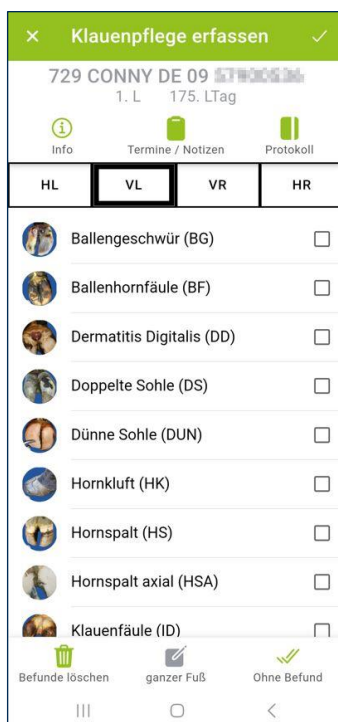 Klauenpflege erfassen
729 CONNY DE 09
1. L 175. LTag
Info Termine / Notizen Protokoll
HL VL VR HR
Ballengeschwür (BG)
Ballenhornfäule (BF)
Dermatitis Digitalis (DD)
Doppelte Sohle (DS)
Dünne Sohle (DUN)
Hornkluft (HK)
Hornspalt (HS)
Hornspalt axial (HSA)
Klauenfäule (ID)
Befunde löschen ganzer Fuß Ohne Befund